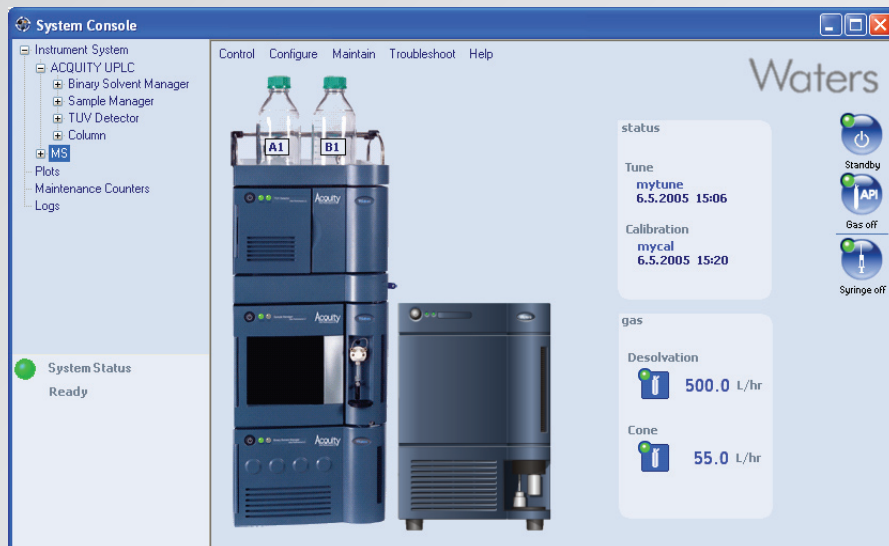 System Console
Instrument System
ACQUITY UPLC
Binary Solvent Manager
Sample Manager
TUV Detector
Column
MS
Plots
Maintenance Counters
Logs
System Status
Ready
Control Configure Maintain Troubleshoot Help
Waters
A1 B1
Acquity
Acquity
Acquity
status
Tune
mytune
6.5.2005 15:06
Calibration
mycal
6.5.2005 15:20
gas
Desolvation
500.0 L/hr
Cone
55.0 L/hr
Standby
API
Gas off
Syringe off